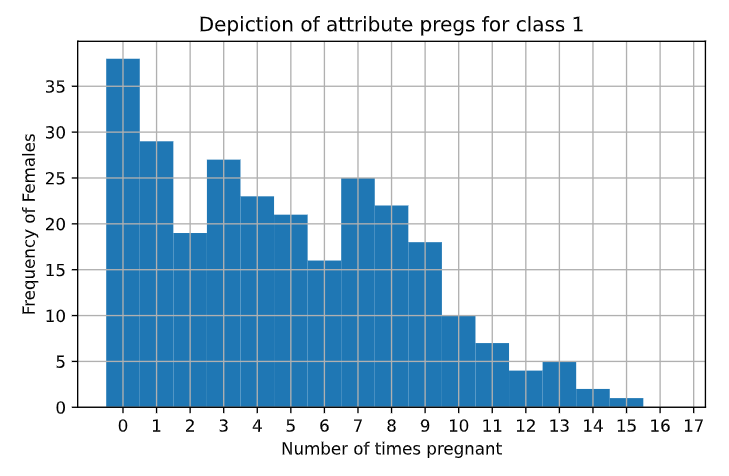 Depiction of attribute pregs for class 1
Frequency of Females
35
30
25
20
15
10
5
0
0 1 2 3 4 5 6 7 8 9 10 11 12 13 14 15 16 17
Number of times pregnant